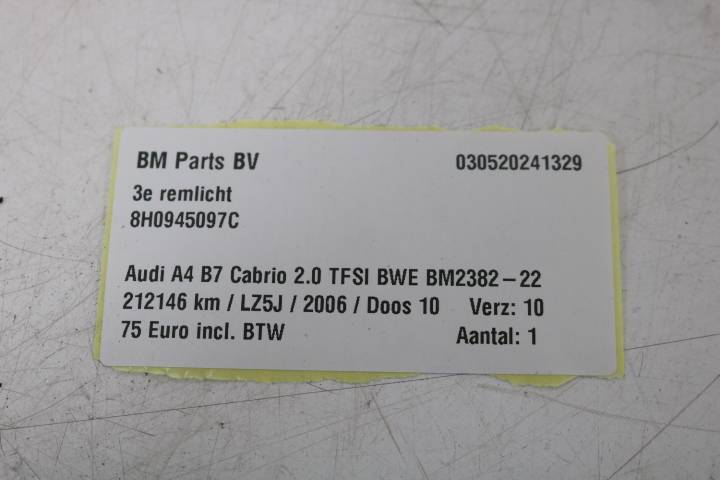 BM Parts BV 030520241329
3e remlicht
8H0945097C
Audi A4 B7 Cabrio 2.0 TFSI BWE BM2382-22
212146 km / LZ5J / 2006 / Doos 10 Verz: 10
75 Euro incl. BTW Aantal: 1